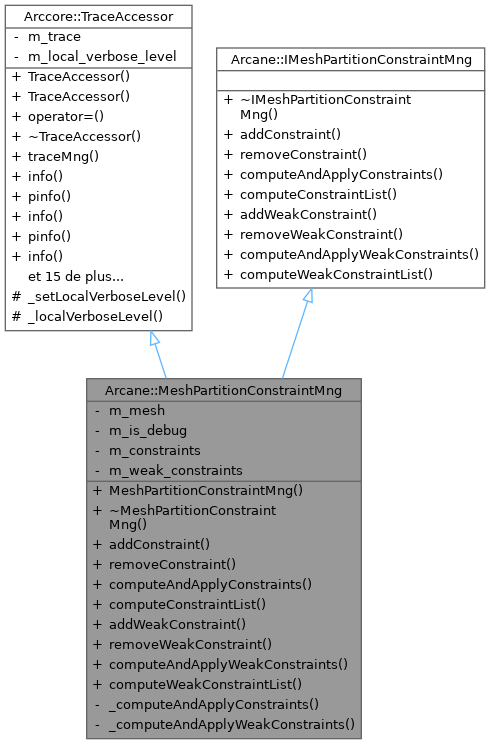 Arccore::TraceAccessor
- m_trace
- m_local_verbose_level
+ TraceAccessor()
+ TraceAccessor()
+ operator=()
+ ~TraceAccessor()
+ traceMng()
+ info()
+ pinfo()
+ info()
+ pinfo()
+ info()
et 15 de plus...
# _setLocalVerboseLevel()
# _localVerboseLevel()
Arcane::IMeshPartitionConstraintMng
+ ~IMeshPartitionConstraint
Mng()
+ addConstraint()
+ removeConstraint()
+ computeAndApplyConstraints()
+ computeConstraintList()
+ addWeakConstraint()
+ removeWeakConstraint()
+ computeAndApplyWeakConstraints()
+ computeWeakConstraintList()
Arcane::MeshPartitionConstraintMng
- m_mesh
- m_is_debug
- m_constraints
- m_weak_constraints
+ MeshPartitionConstraintMng()
+ ~MeshPartitionConstraint
Mng()
+ addConstraint()
+ removeConstraint()
+ computeAndApplyConstraints()
+ computeConstraintList()
+ addWeakConstraint()
+ removeWeakConstraint()
+ computeAndApplyWeakConstraints()
+ computeWeakConstraintList()
- _computeAndApplyConstraints()
- _computeAndApplyWeakConstraints()